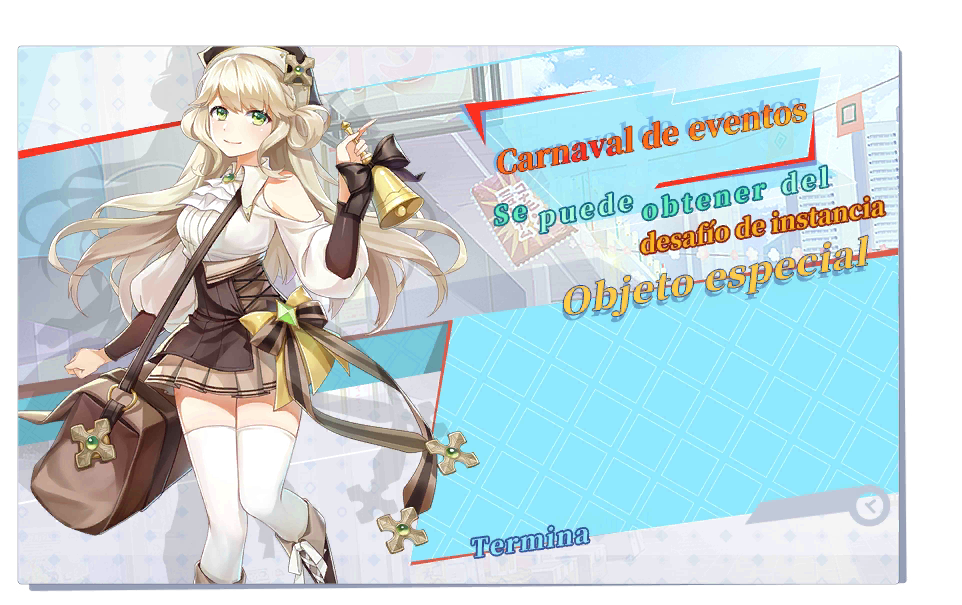 Carnaval de eventos
Se puede obtener del
desafío de instancia
Objeto especial
Termina